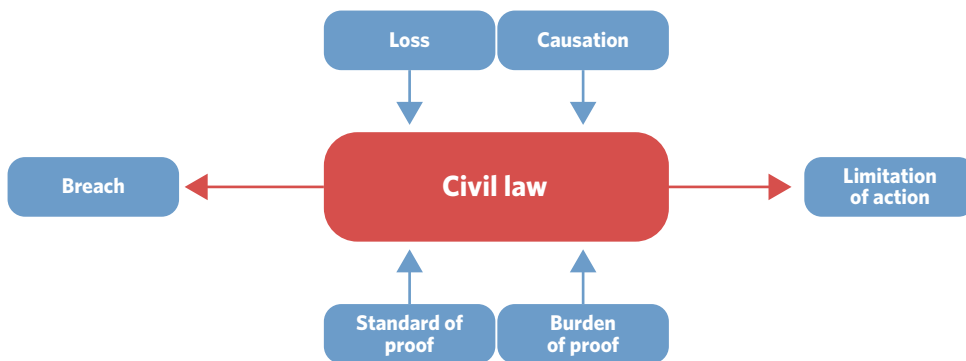 Loss
Causation
Breach
Civil law
Limitation
of action
Standard of
proof
Burden
of proof